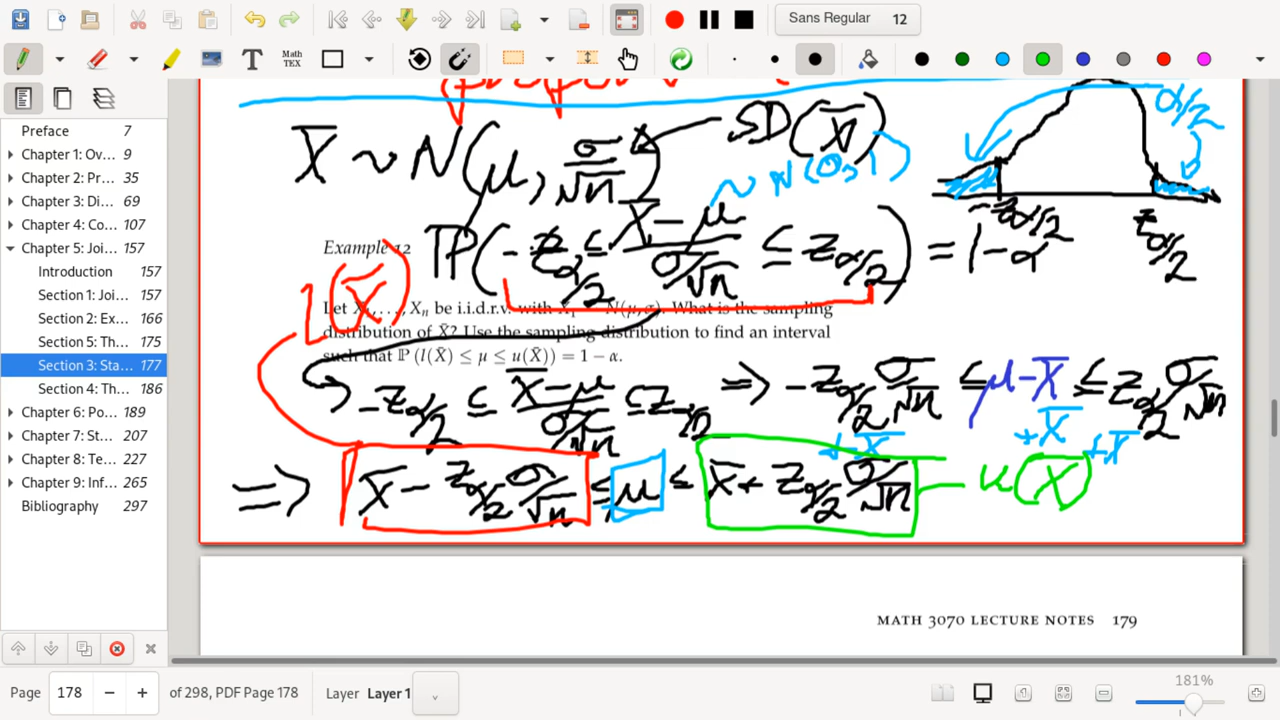 Sans Regular 12
T Math TEX
Preface 7
Chapter 1: Ov... 9
Chapter 2: Pr... 35
Chapter 3: Di... 69
Chapter 4: Co... 107
Chapter 5: Joi... 157
Introduction 157
Section 1: Joi... 157
Section 2: Ex... 166
Section 5: Th... 175
Section 3: Sta... 177
Section 4: Th... 186
Chapter 6: Po... 189
Chapter 7: St... 207
Chapter 8: Te... 227
Chapter 9: Inf... 265
Bibliography 297
X̄ ~ N(μ, σ/√n) SD(X̄) α/2
~ N(0,1)
-z_{α/2} z_{α/2}
Example 12 ℙ(-z_{α/2} ≤ (X̄-μ)/(σ/√n) ≤ z_{α/2}) = 1-α
l(X̄)
Let X₁, . . . , Xₙ be i.i.d.r.v. with X₁ ~ N(μ, σ). What is the sampling
distribution of X̄? Use the sampling distribution to find an interval
such that ℙ (l(X̄) ≤ μ ≤ u(X̄)) = 1 − α.
-z_{α/2} ≤ (X̄-μ)/(σ/√n) ≤ z_{α/2} => -z_{α/2} σ/√n ≤ μ-X̄ ≤ z_{α/2} σ/√n
+X̄ +X̄ +X̄
=> X̄ - z_{α/2} σ/√n ≤ μ ≤ X̄ + z_{α/2} σ/√n - u(X̄)
MATH 3070 LECTURE NOTES 179
Page 178 − + of 298, PDF Page 178 Layer Layer 1 181%